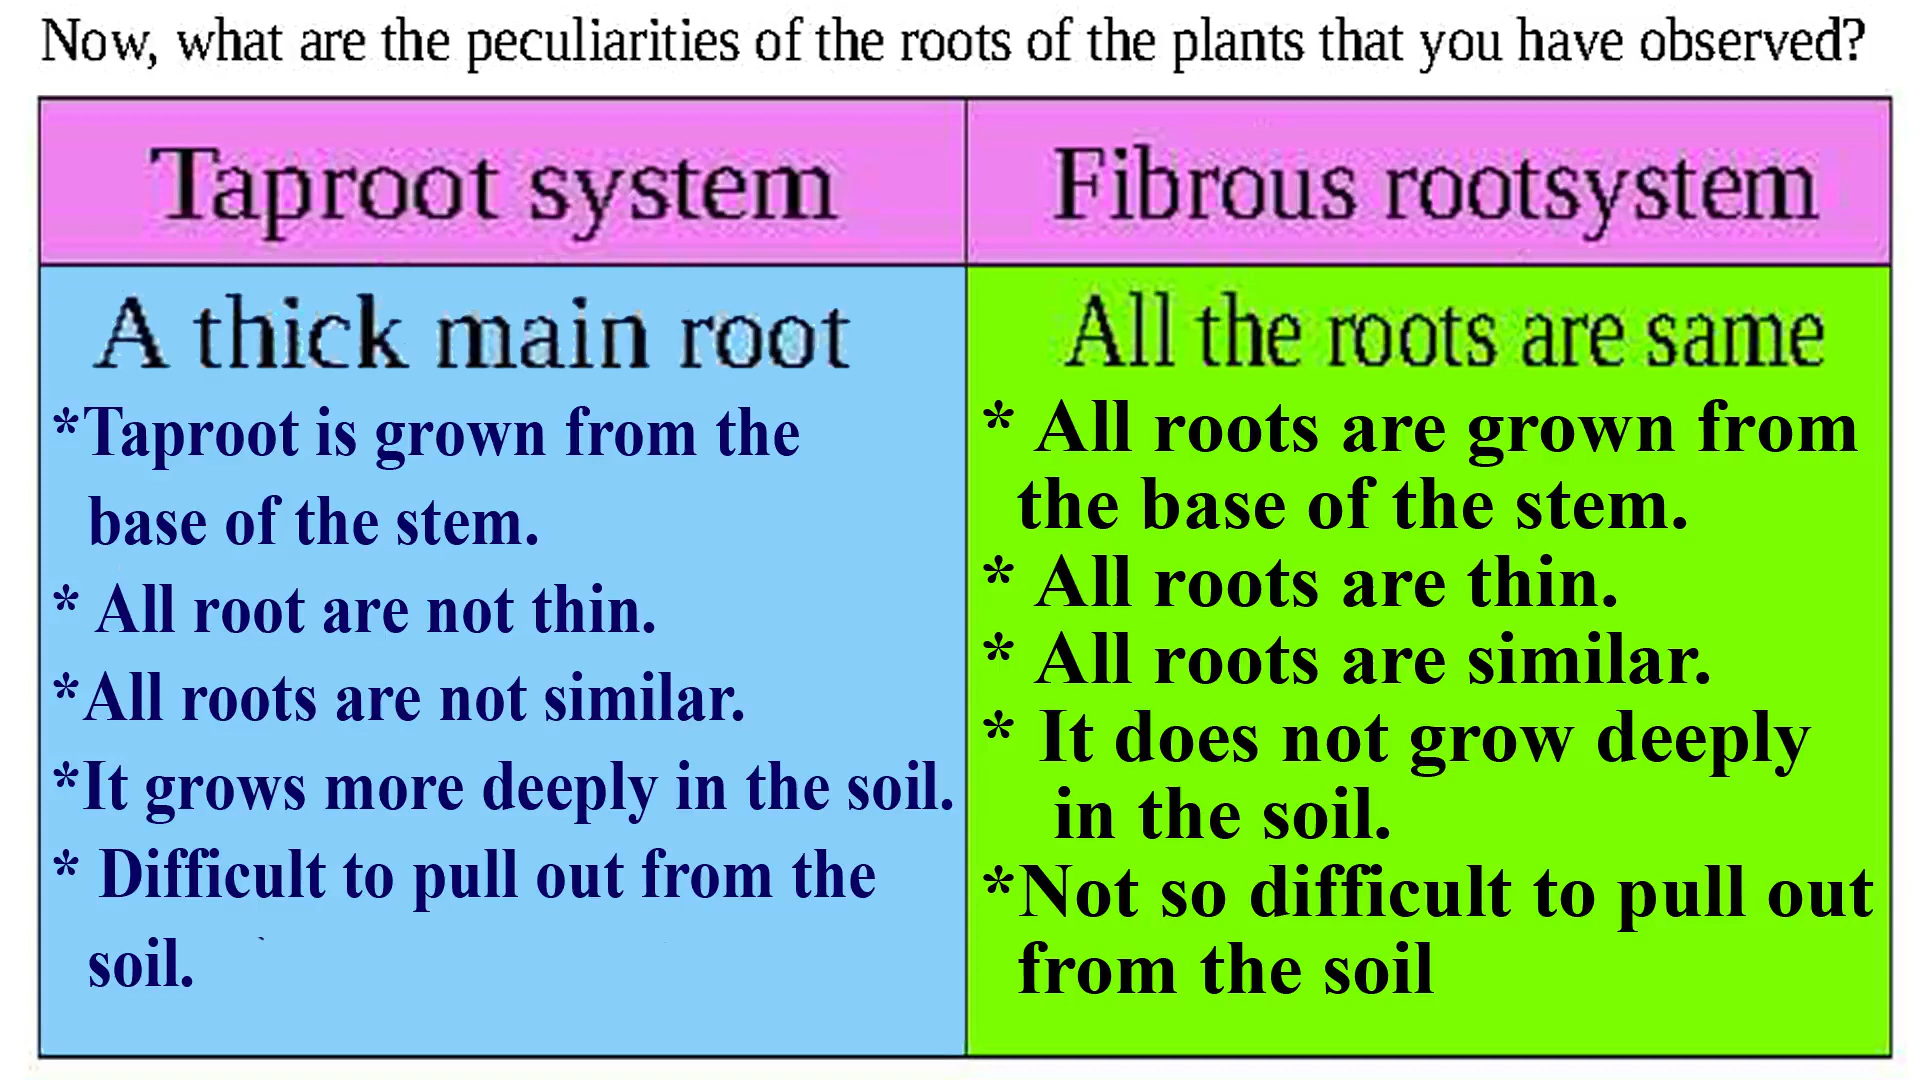 Now, what are the peculiarities of the roots of the plants that you have observed?
Taproot system
A thick main root
*Taproot is grown from the
base of the stem.
* All root are not thin.
*All roots are not similar.
*It grows more deeply in the soil.
* Difficult to pull out from the
soil.
Fibrous rootsystem
All the roots are same
* All roots are grown from
the base of the stem.
* All roots are thin.
* All roots are similar.
* It does not grow deeply
in the soil.
*Not so difficult to pull out
from the soil